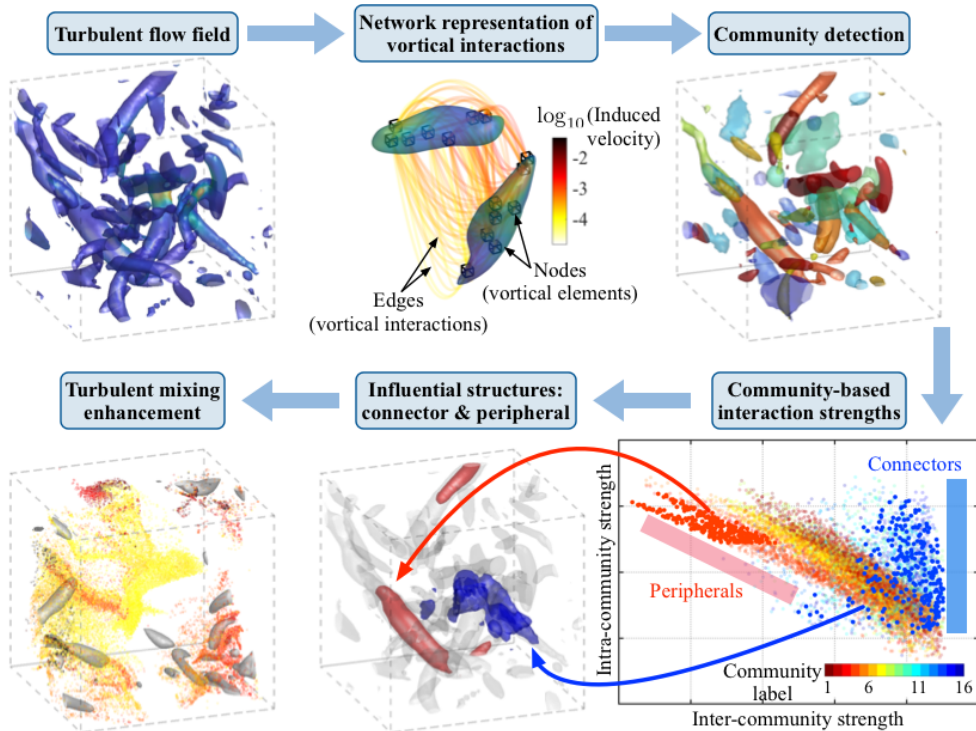 Turbulent flow field
Network representation of
vortical interactions
Community detection
log10(Induced
velocity)
-2
-3
-4
Edges
(vortical interactions)
Nodes
(vortical elements)
Turbulent mixing
enhancement
Influential structures:
connector & peripheral
Community-based
interaction strengths
Intra-community strength
Connectors
Peripherals
Community
label
1 6 11 16
Inter-community strength